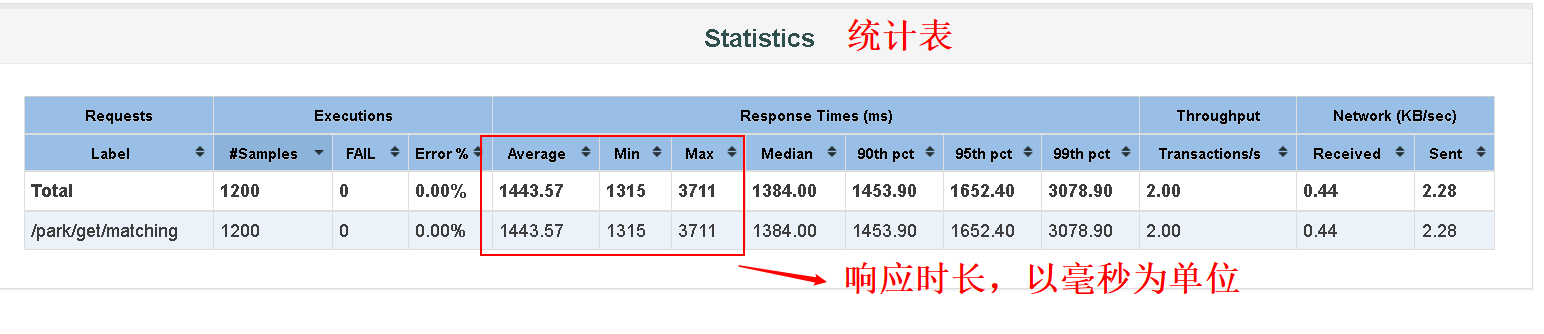 Statistics 统计表
Requests Executions Response Times (ms) Throughput Network (KB/sec)
Label #Samples FAIL Error % Average Min Max Median 90th pct 95th pct 99th pct Transactions/s Received Sent
Total 1200 0 0.00% 1443.57 1315 3711 1384.00 1453.90 1652.40 3078.90 2.00 0.44 2.28
/park/get/matching 1200 0 0.00% 1443.57 1315 3711 1384.00 1453.90 1652.40 3078.90 2.00 0.44 2.28
响应时长，以毫秒为单位